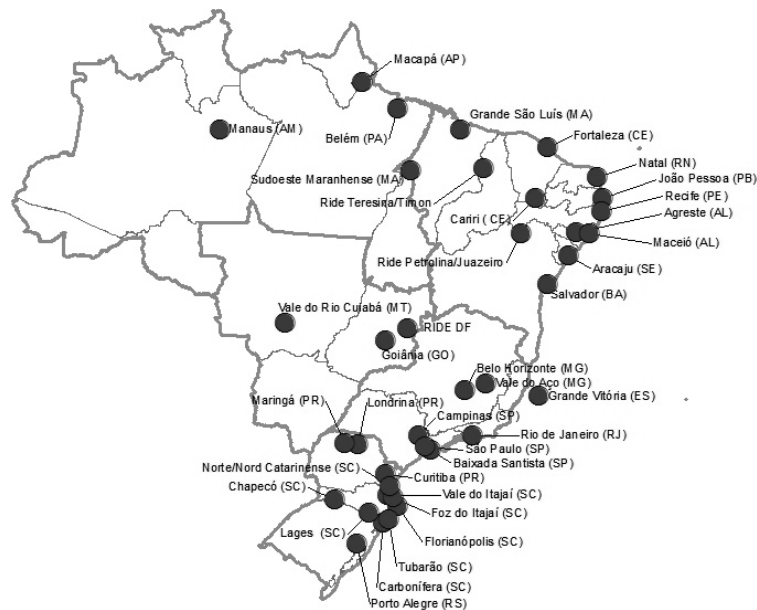 Macapá (AP)
Manaus (AM)
Belém (PA)
Grande São Luís (MA)
Fortaleza (CE)
Natal (RN)
João Pessoa (PB)
Sudoeste Maranhense (MA)
Ride Teresina/Timon
Recife (PE)
Cariri ( CE)
Agreste (AL)
Maceió (AL)
Ride Petrolina/Juazeiro
Aracaju (SE)
Salvador (BA)
Vale do Rio Cuiabá (MT)
RIDE DF
Goiânia (GO)
Belo Horizonte (MG)
Vale do Aço (MG)
Grande Vitória (ES)
Maringá (PR)
Londrina (PR)
Campinas (SP)
Rio de Janeiro (RJ)
São Paulo (SP)
Baixada Santista (SP)
Norte/Nord Catarinense (SC)
Curitiba (PR)
Chapecó (SC)
Vale do Itajaí (SC)
Foz do Itajaí (SC)
Lages (SC)
Florianópolis (SC)
Tubarão (SC)
Carbonífera (SC)
Porto Alegre (RS)